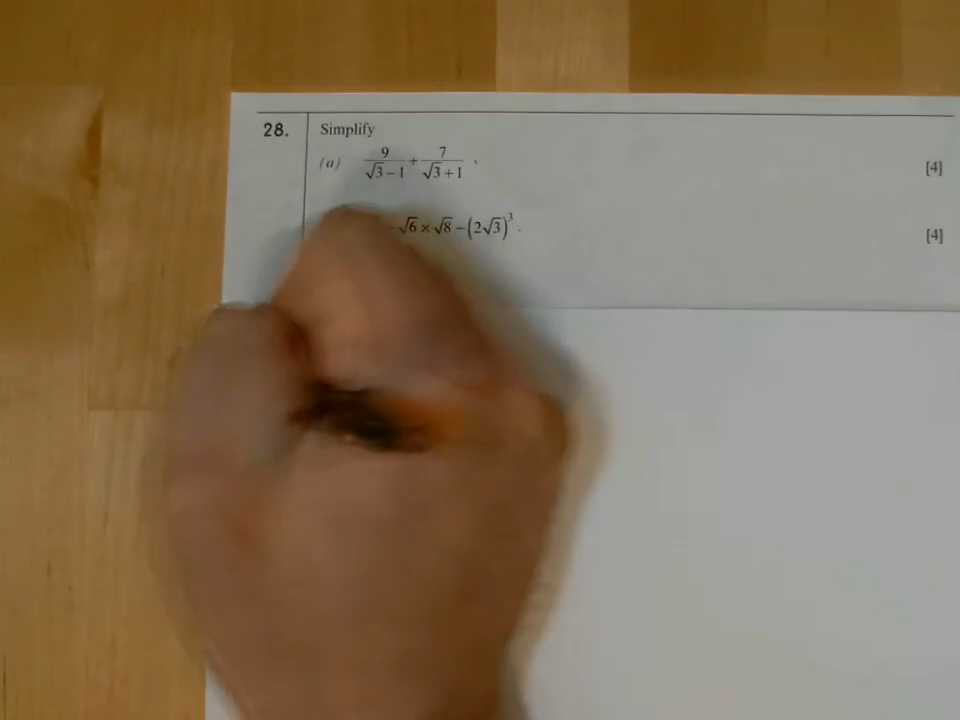 28. Simplify
(a) 9/(√3−1) + 7/(√3+1) , [4]
√6 × √8 − (2√3)³ . [4]